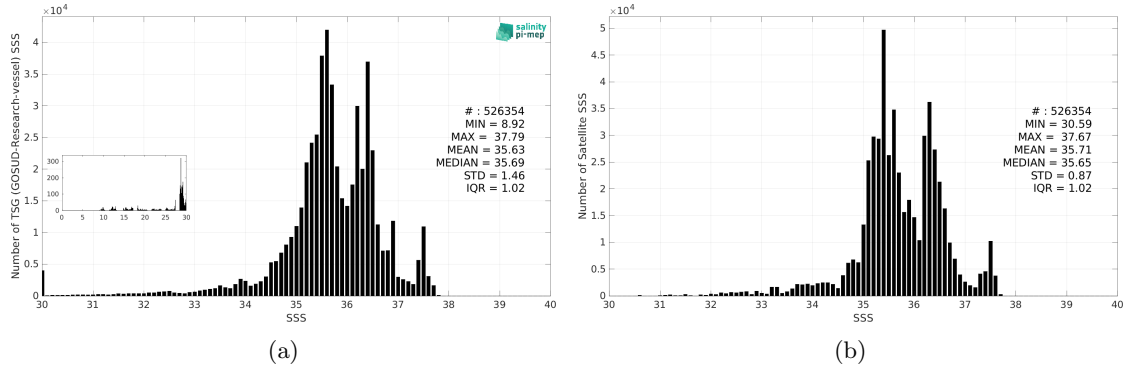 ×10⁴
4
3.5
3
2.5
2
1.5
1
0.5
0
Number of TSG (GOSUD-Research-vessel) SSS
salinity
pi-mep
# : 526354
MIN = 8.92
MAX = 37.79
MEAN = 35.63
MEDIAN = 35.69
STD = 1.46
IQR = 1.02
300
200
100
0
0 5 10 15 20 25 30
30 31 32 33 34 35 36 37 38 39 40
SSS
(a)
×10⁴
5
4.5
4
3.5
3
2.5
2
1.5
1
0.5
0
Number of Satellite SSS
# : 526354
MIN = 30.59
MAX = 37.67
MEAN = 35.71
MEDIAN = 35.65
STD = 0.87
IQR = 1.02
30 31 32 33 34 35 36 37 38 39 40
SSS
(b)